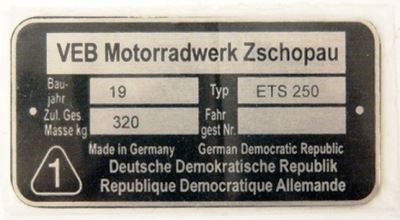 VEB Motorradwerk Zschopau
Bau-
jahr 19 Typ ETS 250
Zul. Ges.
Masse kg 320 Fahr
gest Nr.
Made in Germany German Democratic Republic
1 Deutsche Demokratische Republik
Republique Democratique Allemande